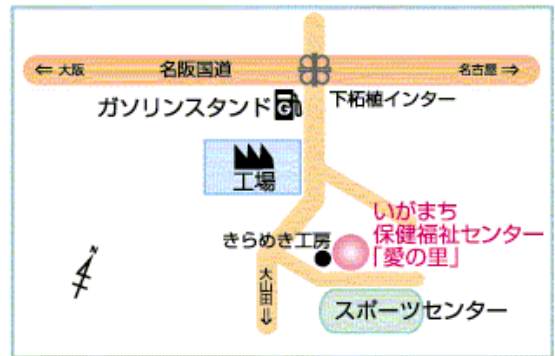 ⇐ 大阪
名阪国道
名古屋 ⇒
ガソリンスタンド
G
下柘植インター
工場
いがまち
保健福祉センター
「愛の里」
きらめき工房
大山田⇒
N
スポーツセンター